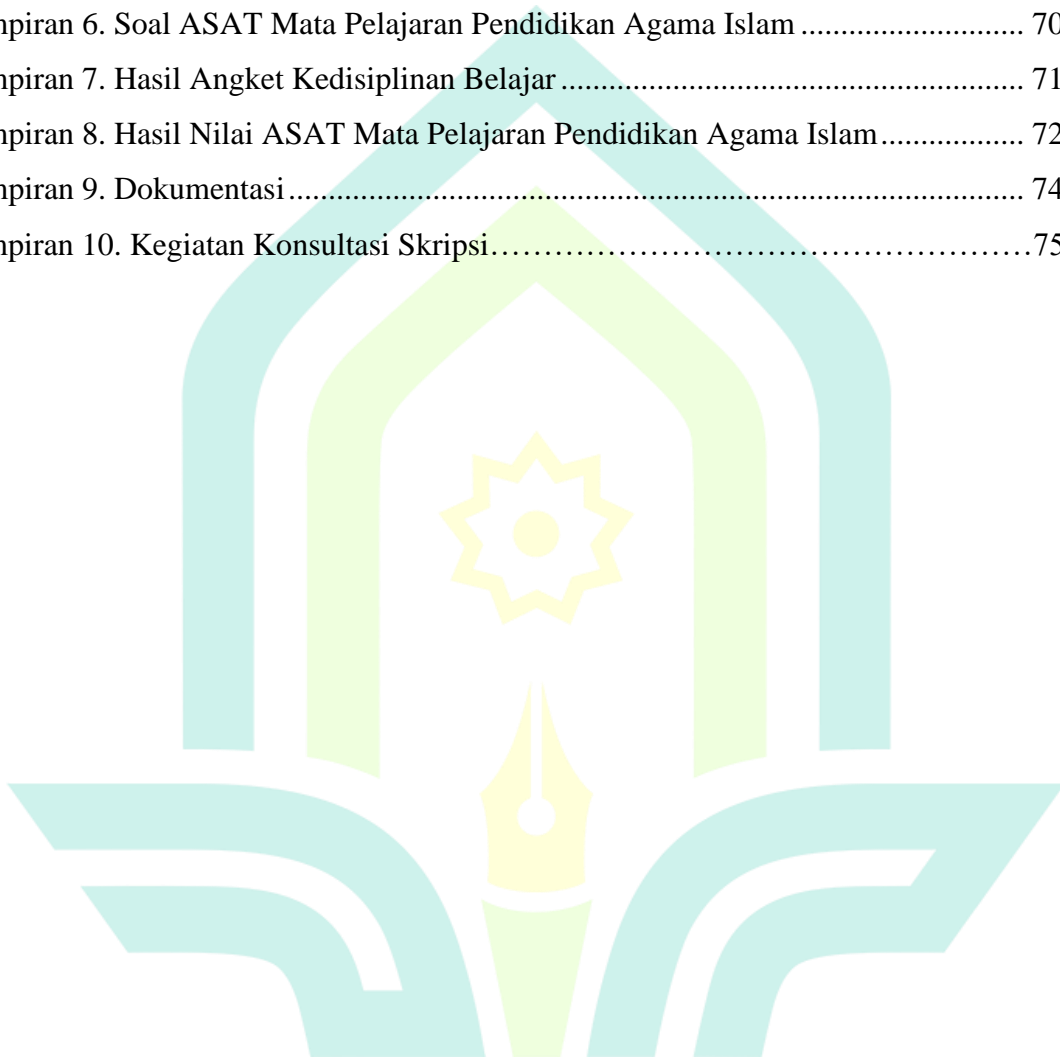 mpiran 6. Soal ASAT Mata Pelajaran Pendidikan Agama Islam ........................... 70
mpiran 7. Hasil Angket Kedisiplinan Belajar ......................................................... 71
mpiran 8. Hasil Nilai ASAT Mata Pelajaran Pendidikan Agama Islam ................. 72
mpiran 9. Dokumentasi .......................................................................................... 74
mpiran 10. Kegiatan Konsultasi Skripsi…………………………………………………75